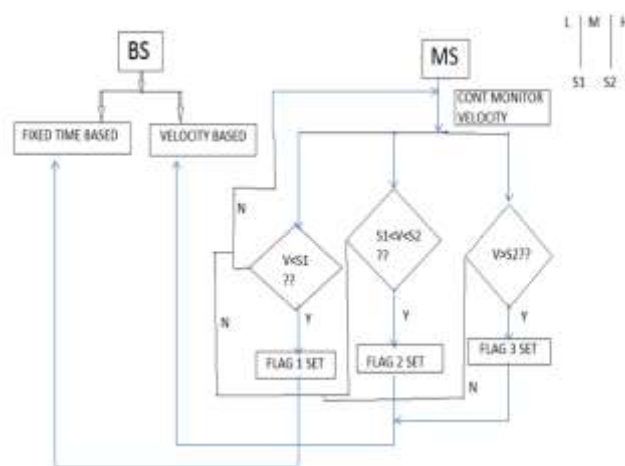 L M H
S1 S2
BS
MS
CONT MONITOR
VELOCITY
FIXED TIME BASED
VELOCITY BASED
N
S1<V<S2
??
V<S1
??
V>S2??
N
Y
Y
Y
FLAG 1 SET
FLAG 2 SET
FLAG 3 SET
N